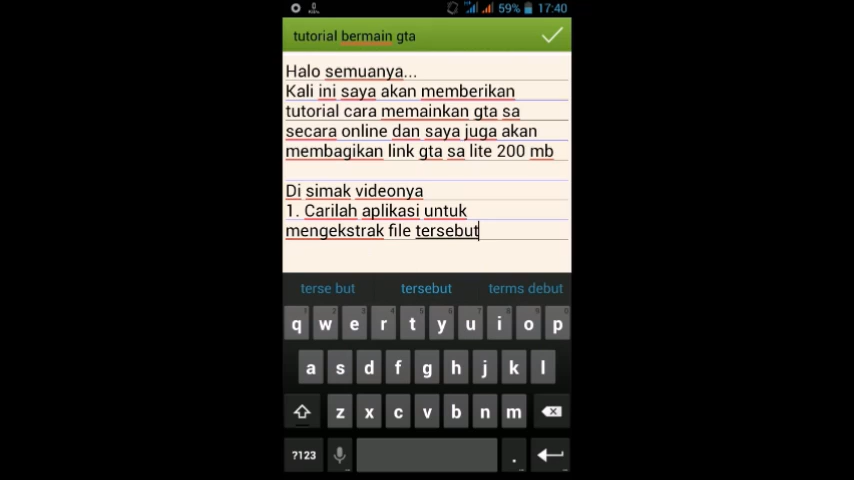 59% 17:40
tutorial bermain gta
Halo semuanya...
Kali ini saya akan memberikan
tutorial cara memainkan gta sa
secara online dan saya juga akan
membagikan link gta sa lite 200 mb
Di simak videonya
1. Carilah aplikasi untuk
mengekstrak file tersebut
terse but tersebut terms debut
q w e r t y u i o p
a s d f g h j k l
z x c v b n m
?123 .